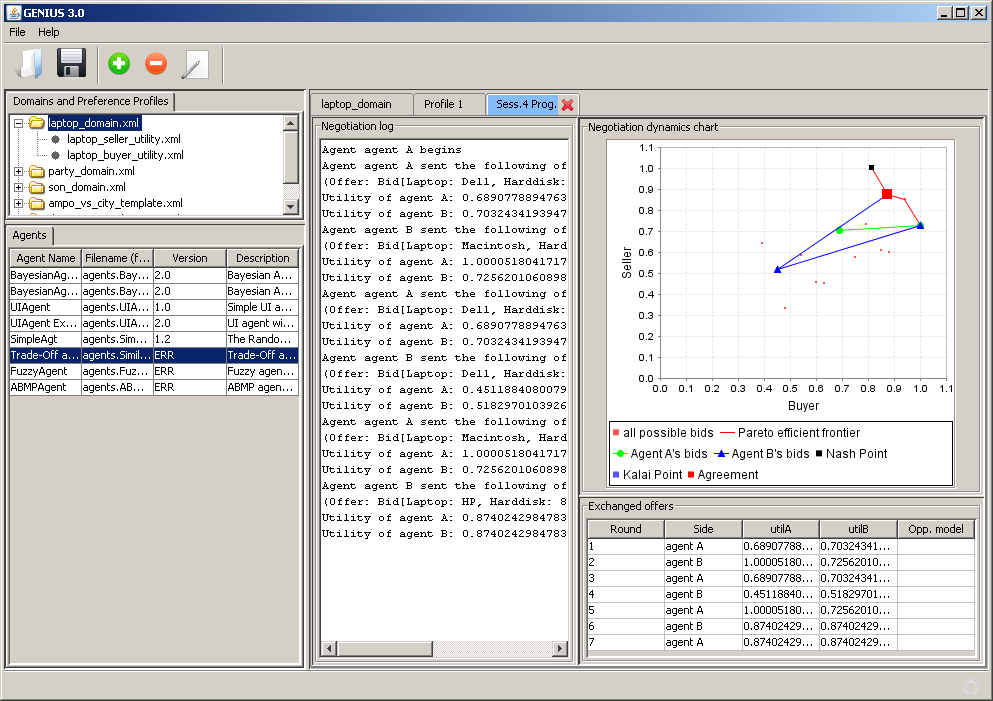 GENIUS 3.0
File Help
Domains and Preference Profiles
laptop_domain.xml
laptop_seller_utility.xml
laptop_buyer_utility.xml
party_domain.xml
son_domain.xml
ampo_vs_city_template.xml
Agents
Agent Name Filename (f... Version Description
BayesianAg... agents.Bay... 2.0 Bayesian A...
BayesianAg... agents.Bay... 2.0 Bayesian A...
UIAgent agents.UIA... 1.0 Simple UI a...
UIAgent Ex... agents.UIA... 2.0 UI agent wi...
SimpleAgt agents.Sim... 1.2 The Rando...
Trade-Off a... agents.Simil... ERR Trade-Off a...
FuzzyAgent agents.Fuz... ERR Fuzzy agen...
ABMPAgent agents.AB... ERR ABMP agen...
laptop_domain Profile 1 Sess.4 Prog.
Negotiation log
Agent agent A begins
Agent agent A sent the following of
(Offer: Bid[Laptop: Dell, Harddisk:
Utility of agent A: 0.6890778894763
Utility of agent B: 0.7032434193947
Agent agent B sent the following of
(Offer: Bid[Laptop: Macintosh, Hard
Utility of agent A: 1.0000518041717
Utility of agent B: 0.7256201060898
Agent agent A sent the following of
(Offer: Bid[Laptop: Dell, Harddisk:
Utility of agent A: 0.6890778894763
Utility of agent B: 0.7032434193947
Agent agent B sent the following of
(Offer: Bid[Laptop: Dell, Harddisk:
Utility of agent A: 0.4511884080079
Utility of agent B: 0.5182970103926
Agent agent A sent the following of
(Offer: Bid[Laptop: Macintosh, Hard
Utility of agent A: 1.0000518041717
Utility of agent B: 0.7256201060898
Agent agent B sent the following of
(Offer: Bid[Laptop: HP, Harddisk: 8
Utility of agent A: 0.8740242984783
Utility of agent B: 0.8740242984783
Negotiation dynamics chart
1.1
1.0
0.9
0.8
0.7
0.6
0.5
0.4
0.3
0.2
0.1
0.0
Seller
0.0 0.1 0.2 0.3 0.4 0.5 0.6 0.7 0.8 0.9 1.0 1.1
Buyer
all possible bids Pareto efficient frontier
Agent A's bids Agent B's bids Nash Point
Kalai Point Agreement
Exchanged offers
Round Side utilA utilB Opp. model
1 agent A 0.68907788... 0.70324341...
2 agent B 1.00005180... 0.72562010...
3 agent A 0.68907788... 0.70324341...
4 agent B 0.45118840... 0.51829701...
5 agent A 1.00005180... 0.72562010...
6 agent B 0.87402429... 0.87402429...
7 agent A 0.87402429... 0.87402429...